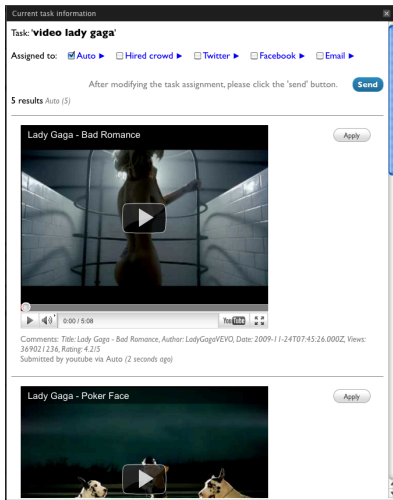 Current task information
Task: 'video lady gaga'
Assigned to: Auto ► Hired crowd ► Twitter ► Facebook ► Email ►
After modifying the task assignment, please click the 'send' button. Send
5 results Auto (5)
Lady Gaga - Bad Romance
Apply
0:00 / 5:08 YouTube
Comments: Title: Lady Gaga - Bad Romance, Author: LadyGagaVEVO, Date: 2009-11-24T07:45:26.000Z, Views:
369021236, Rating: 4.2/5
Submitted by youtube via Auto (2 seconds ago)
Lady Gaga - Poker Face
Apply